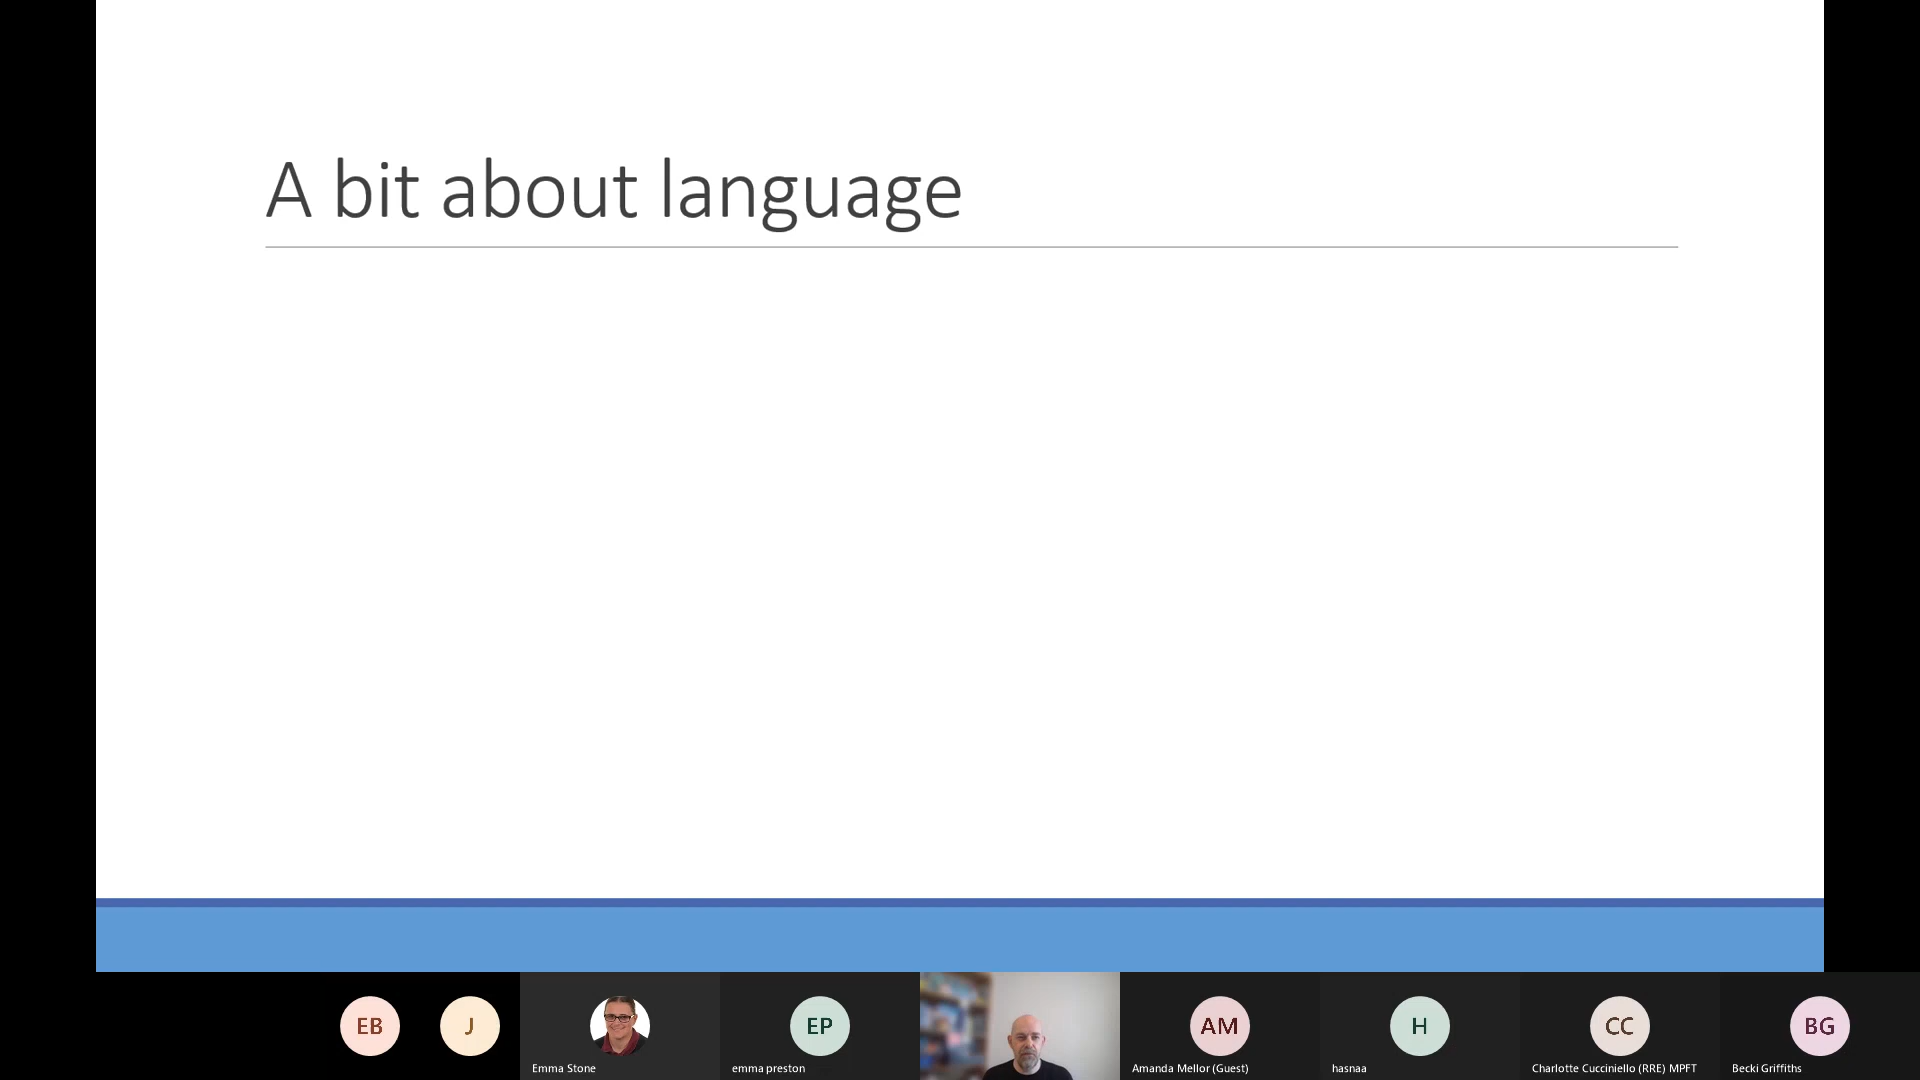 A bit about language
EB
J
EP
AM
H
CC
BG
Emma Stone
emma preston
Amanda Mellor (Guest)
hasnaa
Charlotte Cucciniello (RRE) MPFT
Becki Griffiths